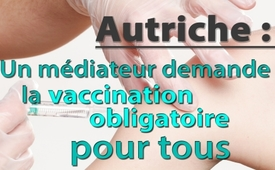 Autriche :
Un médiateur demande
la vaccination
obligatoire
pour tous